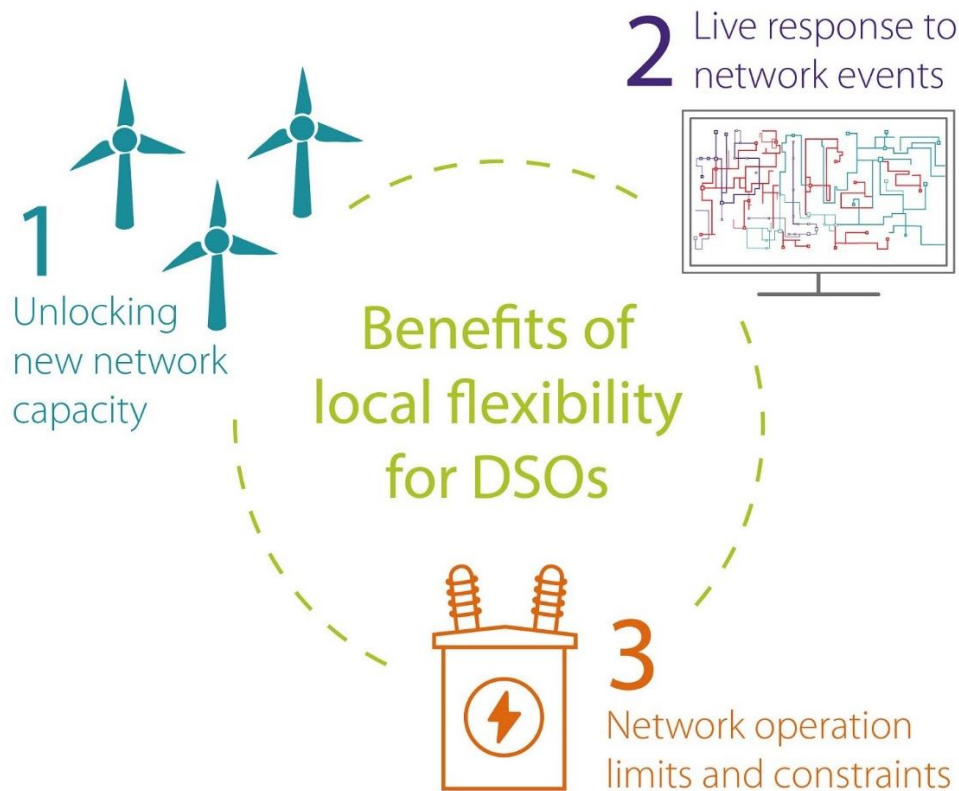 1
Unlocking
new network
capacity
2
Live response to
network events
Benefits of
local flexibility
for DSOs
3
Network operation
limits and constraints